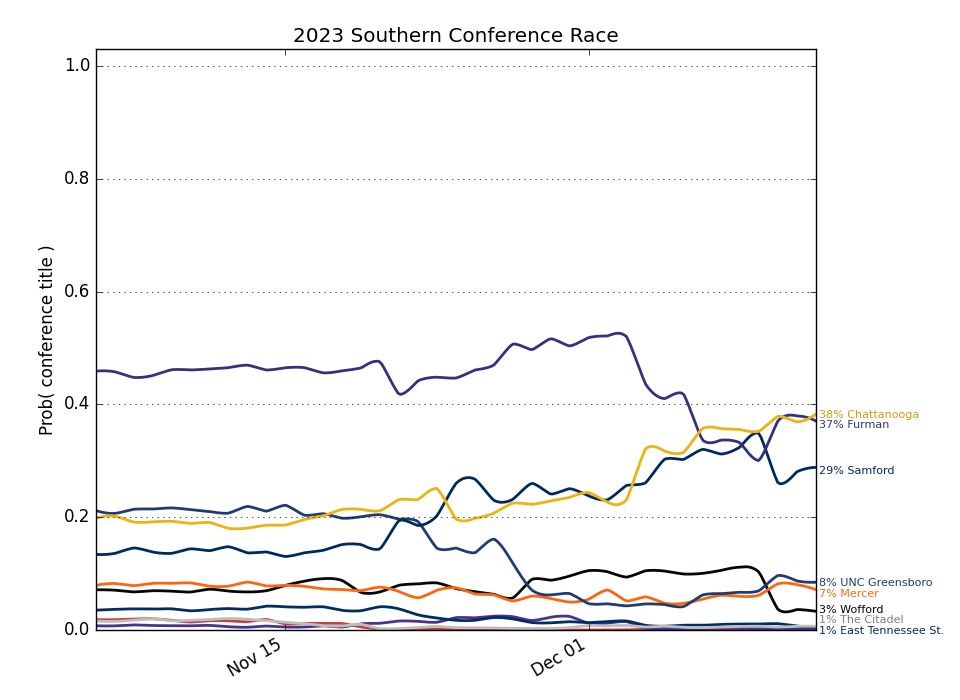 2023 Southern Conference Race
Prob( conference title )
1.0
0.8
0.6
0.4
0.2
0.0
Nov 15
Dec 01
38% Chattanooga
37% Furman
29% Samford
8% UNC Greensboro
7% Mercer
3% Wofford
1% The Citadel
1% East Tennessee St.